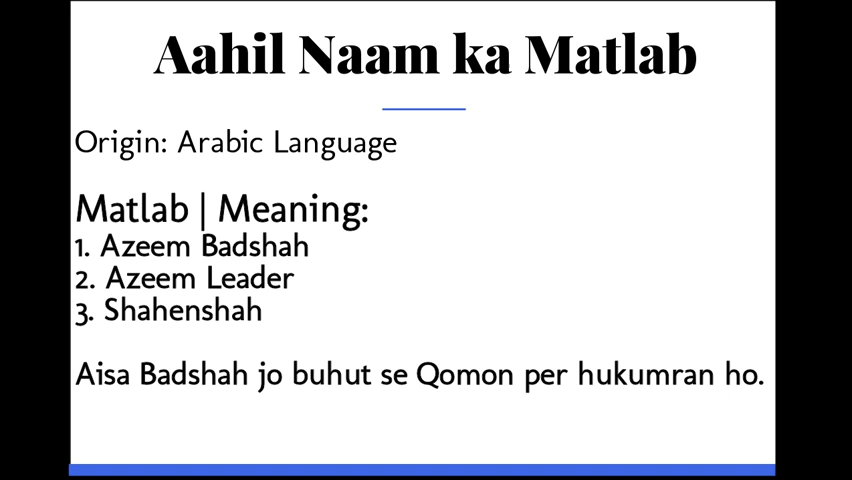 Aahil Naam ka Matlab
Origin: Arabic Language
Matlab | Meaning:
1. Azeem Badshah
2. Azeem Leader
3. Shahenshah
Aisa Badshah jo buhut se Qomon per hukumran ho.